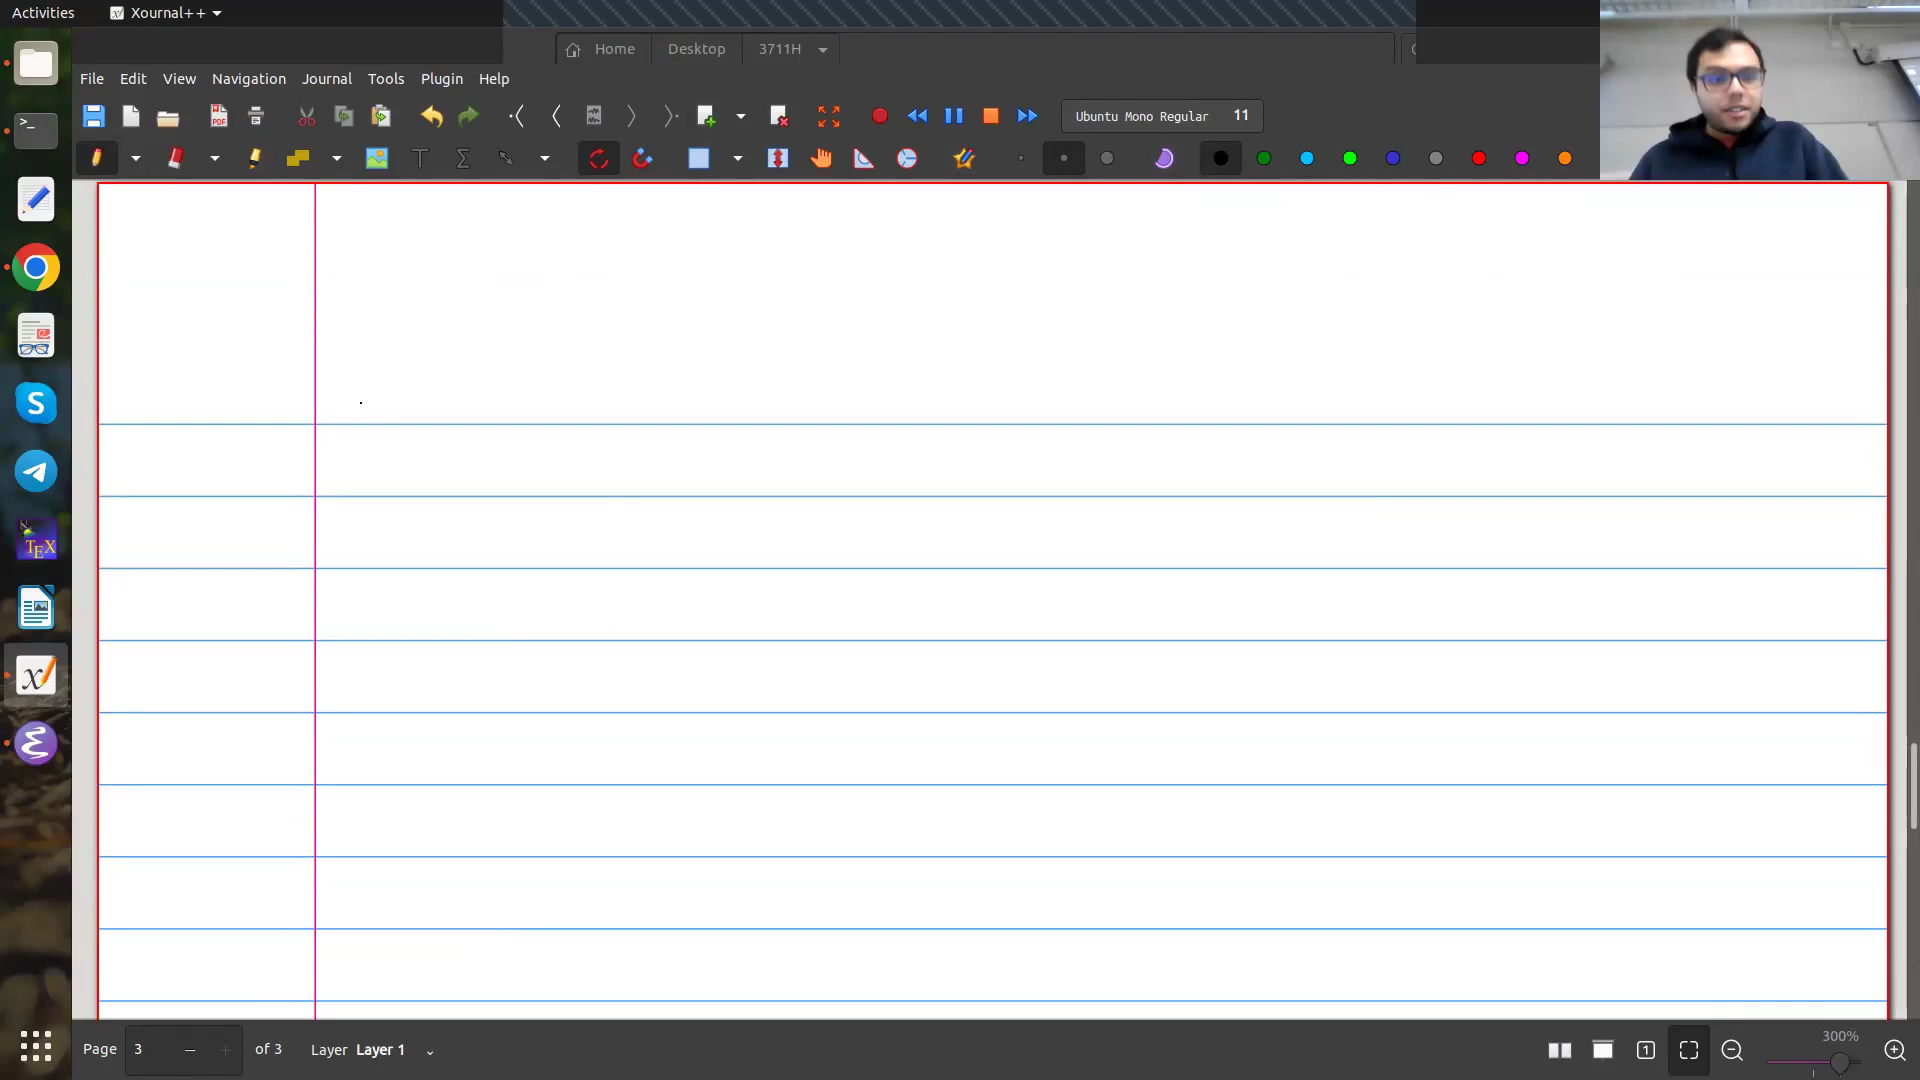 Activities Xournal++
Home Desktop 3711H
File Edit View Navigation Journal Tools Plugin Help
Ubuntu Mono Regular 11
Page 3 of 3 Layer Layer 1
300%